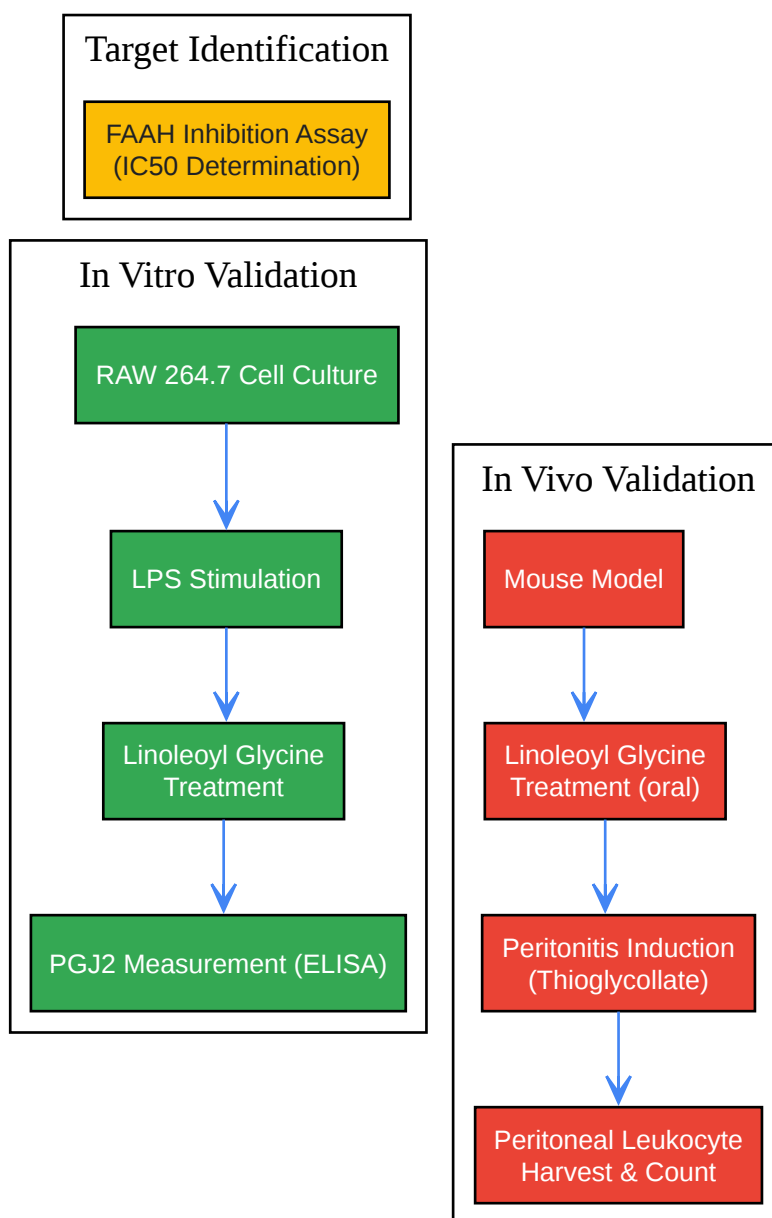 Target Identification
FAAH Inhibition Assay
(IC50 Determination)
In Vitro Validation
RAW 264.7 Cell Culture
LPS Stimulation
Linoleoyl Glycine
Treatment
PGJ2 Measurement (ELISA)
In Vivo Validation
Mouse Model
Linoleoyl Glycine
Treatment (oral)
Peritonitis Induction
(Thioglycollate)
Peritoneal Leukocyte
Harvest & Count